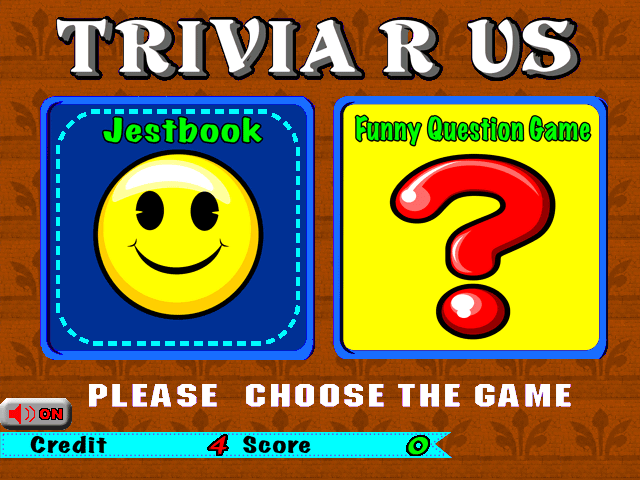 TRIVIA R US
Jestbook
Funny Question Game
?
PLEASE CHOOSE THE GAME
ON
Credit 4 Score 0